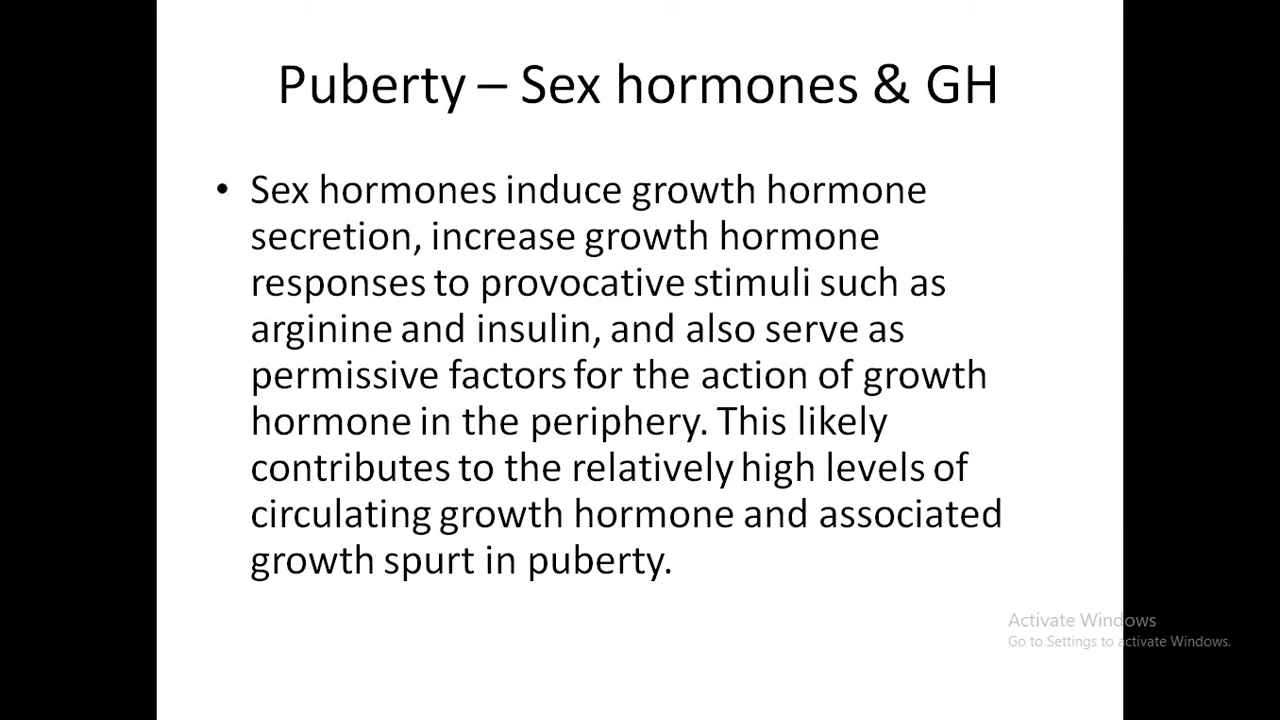 Puberty – Sex hormones & GH
• Sex hormones induce growth hormone
secretion, increase growth hormone
responses to provocative stimuli such as
arginine and insulin, and also serve as
permissive factors for the action of growth
hormone in the periphery. This likely
contributes to the relatively high levels of
circulating growth hormone and associated
growth spurt in puberty.
Activate Windows
Go to Settings to activate Windows.